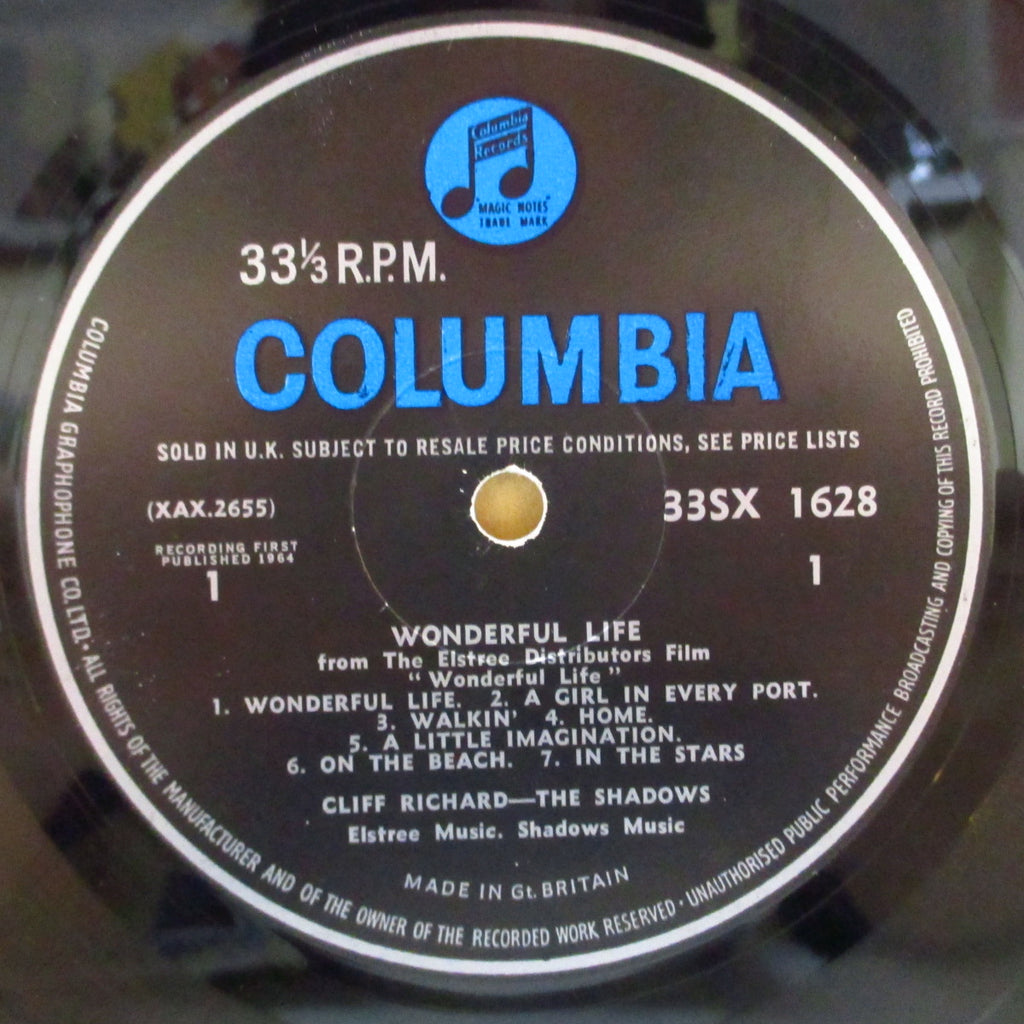 Columbia
Records
"MAGIC NOTES"
TRADE MARK
33⅓ R.P.M.
COLUMBIA
SOLD IN U.K. SUBJECT TO RESALE PRICE CONDITIONS, SEE PRICE LISTS
(XAX.2655)
33SX 1628
RECORDING FIRST
PUBLISHED 1964
1
1
WONDERFUL LIFE
from The Elstree Distributors Film
"Wonderful Life"
1. WONDERFUL LIFE. 2. A GIRL IN EVERY PORT.
3. WALKIN' 4. HOME.
5. A LITTLE IMAGINATION.
6. ON THE BEACH. 7. IN THE STARS
CLIFF RICHARD—THE SHADOWS
Elstree Music. Shadows Music
MADE IN Gt. BRITAIN
COLUMBIA GRAPHOPHONE CO. LTD. · ALL RIGHTS OF THE MANUFACTURER AND OF THE OWNER OF THE RECORDED WORK RESERVED · UNAUTHORISED PUBLIC PERFORMANCE BROADCASTING AND COPYING OF THIS RECORD PROHIBITED